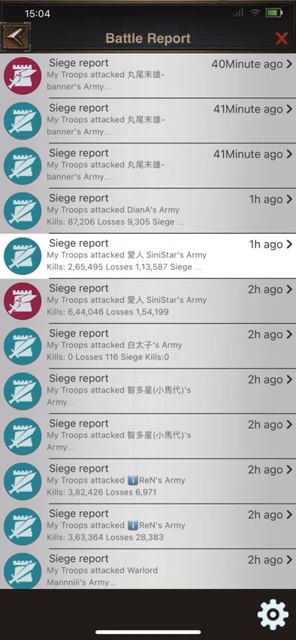 15:04
Battle Report
Siege report 40Minute ago
My Troops attacked 丸尾末雄-
banner's Army...
Siege report 41Minute ago
My Troops attacked 丸尾末雄-
banner's Army...
Siege report 41Minute ago
My Troops attacked 丸尾末雄-
banner's Army...
Siege report 1h ago
My Troops attacked DianA's Army
Kills: 87,206 Losses 9,305 Siege ...
Siege report 1h ago
My Troops attacked 愛人 SiniStar's Army
Kills: 2,65,495 Losses 1,13,587 Siege ...
Siege report 2h ago
My Troops attacked 愛人 SiniStar's Army
Kills: 6,44,046 Losses 1,54,199
Siege report 2h ago
My Troops attacked 白太子's Army
Kills: 0 Losses 116 Siege Kills:0
Siege report 2h ago
My Troops attacked 智多星(小馬代)'s
Army...
Siege report 2h ago
My Troops attacked 智多星(小馬代)'s
Army...
Siege report 2h ago
My Troops attacked ℹ️ReN's Army
Kills: 3,82,426 Losses 6,971
Siege report 2h ago
My Troops attacked ℹ️ReN's Army
Kills: 3,63,364 Losses 28,383
Siege report 2h ago
My Troops attacked Warlord
Mannniii's Army...